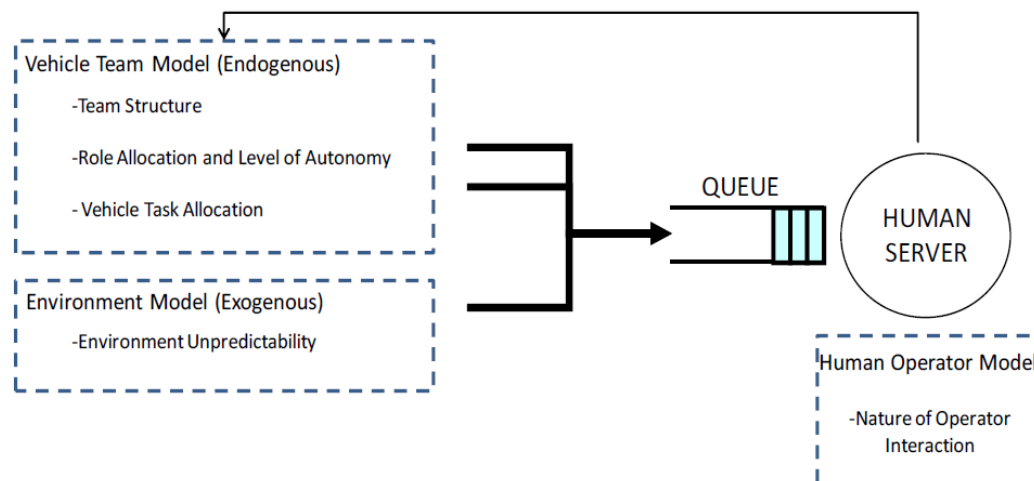 Vehicle Team Model (Endogenous)
-Team Structure
-Role Allocation and Level of Autonomy
- Vehicle Task Allocation
Environment Model (Exogenous)
-Environment Unpredictability
QUEUE
HUMAN
SERVER
Human Operator Model
-Nature of Operator
Interaction